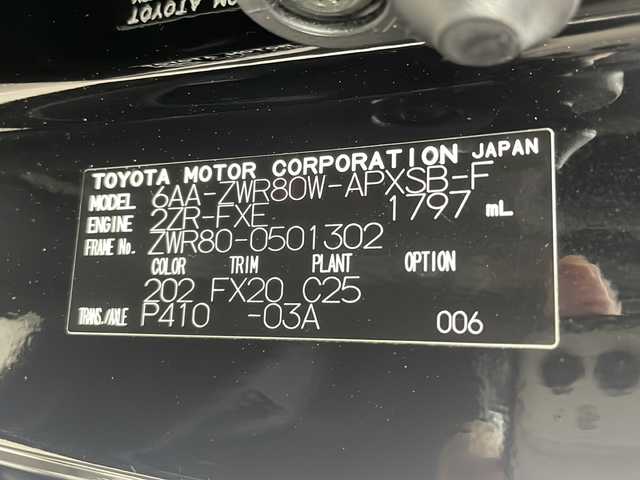 TOYOTA MOTOR CORPORATION JAPAN
MODEL 6AA-ZWR80W-APXSB-F
ENGINE 2ZR-FXE 1797 mL
FRAME No. ZWR80-0501302
COLOR TRIM PLANT OPTION
202 FX20 C25
TRANS./AXLE P410 -03A 006